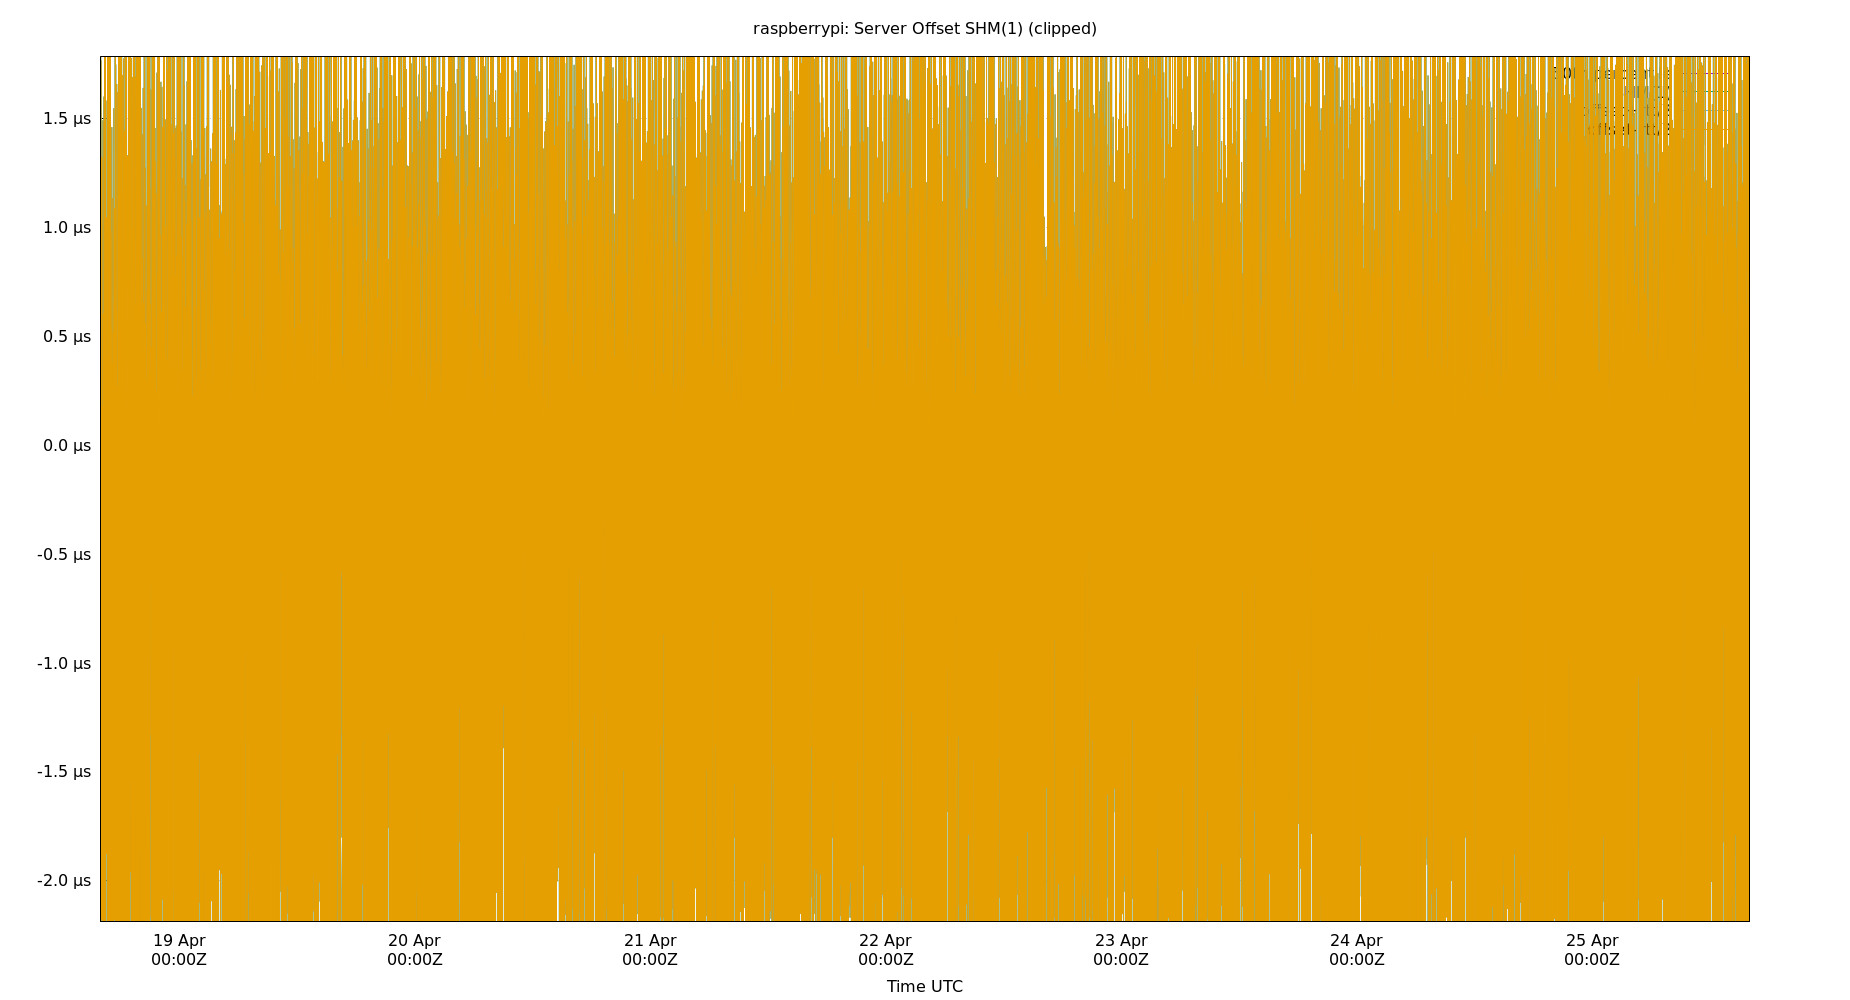 raspberrypi: Server Offset SHM(1) (clipped)
1.5 µs
1.0 µs
0.5 µs
0.0 µs
-0.5 µs
-1.0 µs
-1.5 µs
-2.0 µs
19 Apr 20 Apr 21 Apr 22 Apr 23 Apr 24 Apr 25 Apr
00:00Z 00:00Z 00:00Z 00:00Z 00:00Z 00:00Z 00:00Z
Time UTC